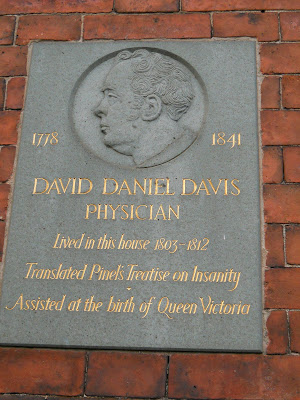 1778 1841
DAVID DANIEL DAVIS
PHYSICIAN
Lived in this house 1803-1812
Translated Pinel's Treatise on Insanity
Assisted at the birth of Queen Victoria